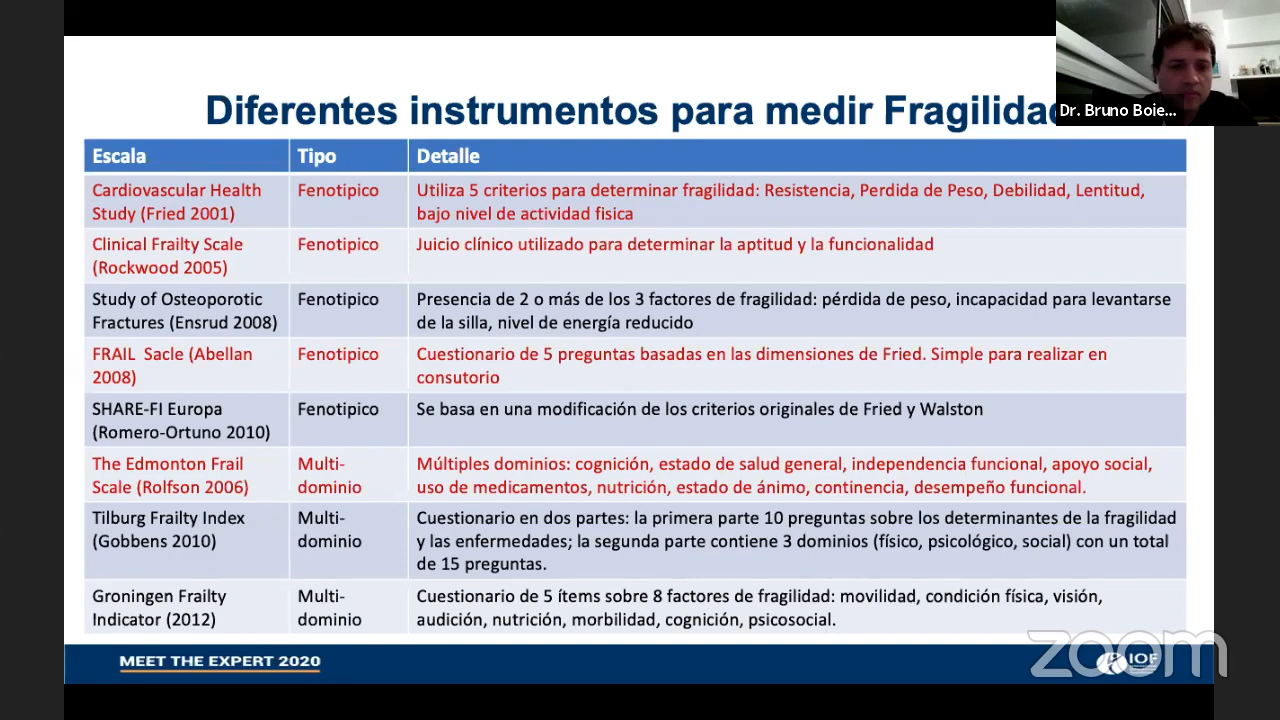 Dr. Bruno Boie...
Diferentes instrumentos para medir Fragilidad
Escala Tipo Detalle
Cardiovascular Health Fenotipico Utiliza 5 criterios para determinar fragilidad: Resistencia, Perdida de Peso, Debilidad, Lentitud,
Study (Fried 2001) bajo nivel de actividad fisica
Clinical Frailty Scale Fenotipico Juicio clínico utilizado para determinar la aptitud y la funcionalidad
(Rockwood 2005)
Study of Osteoporotic Fenotipico Presencia de 2 o más de los 3 factores de fragilidad: pérdida de peso, incapacidad para levantarse
Fractures (Ensrud 2008) de la silla, nivel de energía reducido
FRAIL Sacle (Abellan Fenotipico Cuestionario de 5 preguntas basadas en las dimensiones de Fried. Simple para realizar en
2008) consutorio
SHARE-FI Europa Fenotipico Se basa en una modificación de los criterios originales de Fried y Walston
(Romero-Ortuno 2010)
The Edmonton Frail Multi- Múltiples dominios: cognición, estado de salud general, independencia funcional, apoyo social,
Scale (Rolfson 2006) dominio uso de medicamentos, nutrición, estado de ánimo, continencia, desempeño funcional.
Tilburg Frailty Index Multi- Cuestionario en dos partes: la primera parte 10 preguntas sobre los determinantes de la fragilidad
(Gobbens 2010) dominio y las enfermedades; la segunda parte contiene 3 dominios (físico, psicológico, social) con un total
de 15 preguntas.
Groningen Frailty Multi- Cuestionario de 5 ítems sobre 8 factores de fragilidad: movilidad, condición física, visión,
Indicator (2012) dominio audición, nutrición, morbilidad, cognición, psicosocial.
MEET THE EXPERT 2020
IOF
zoom